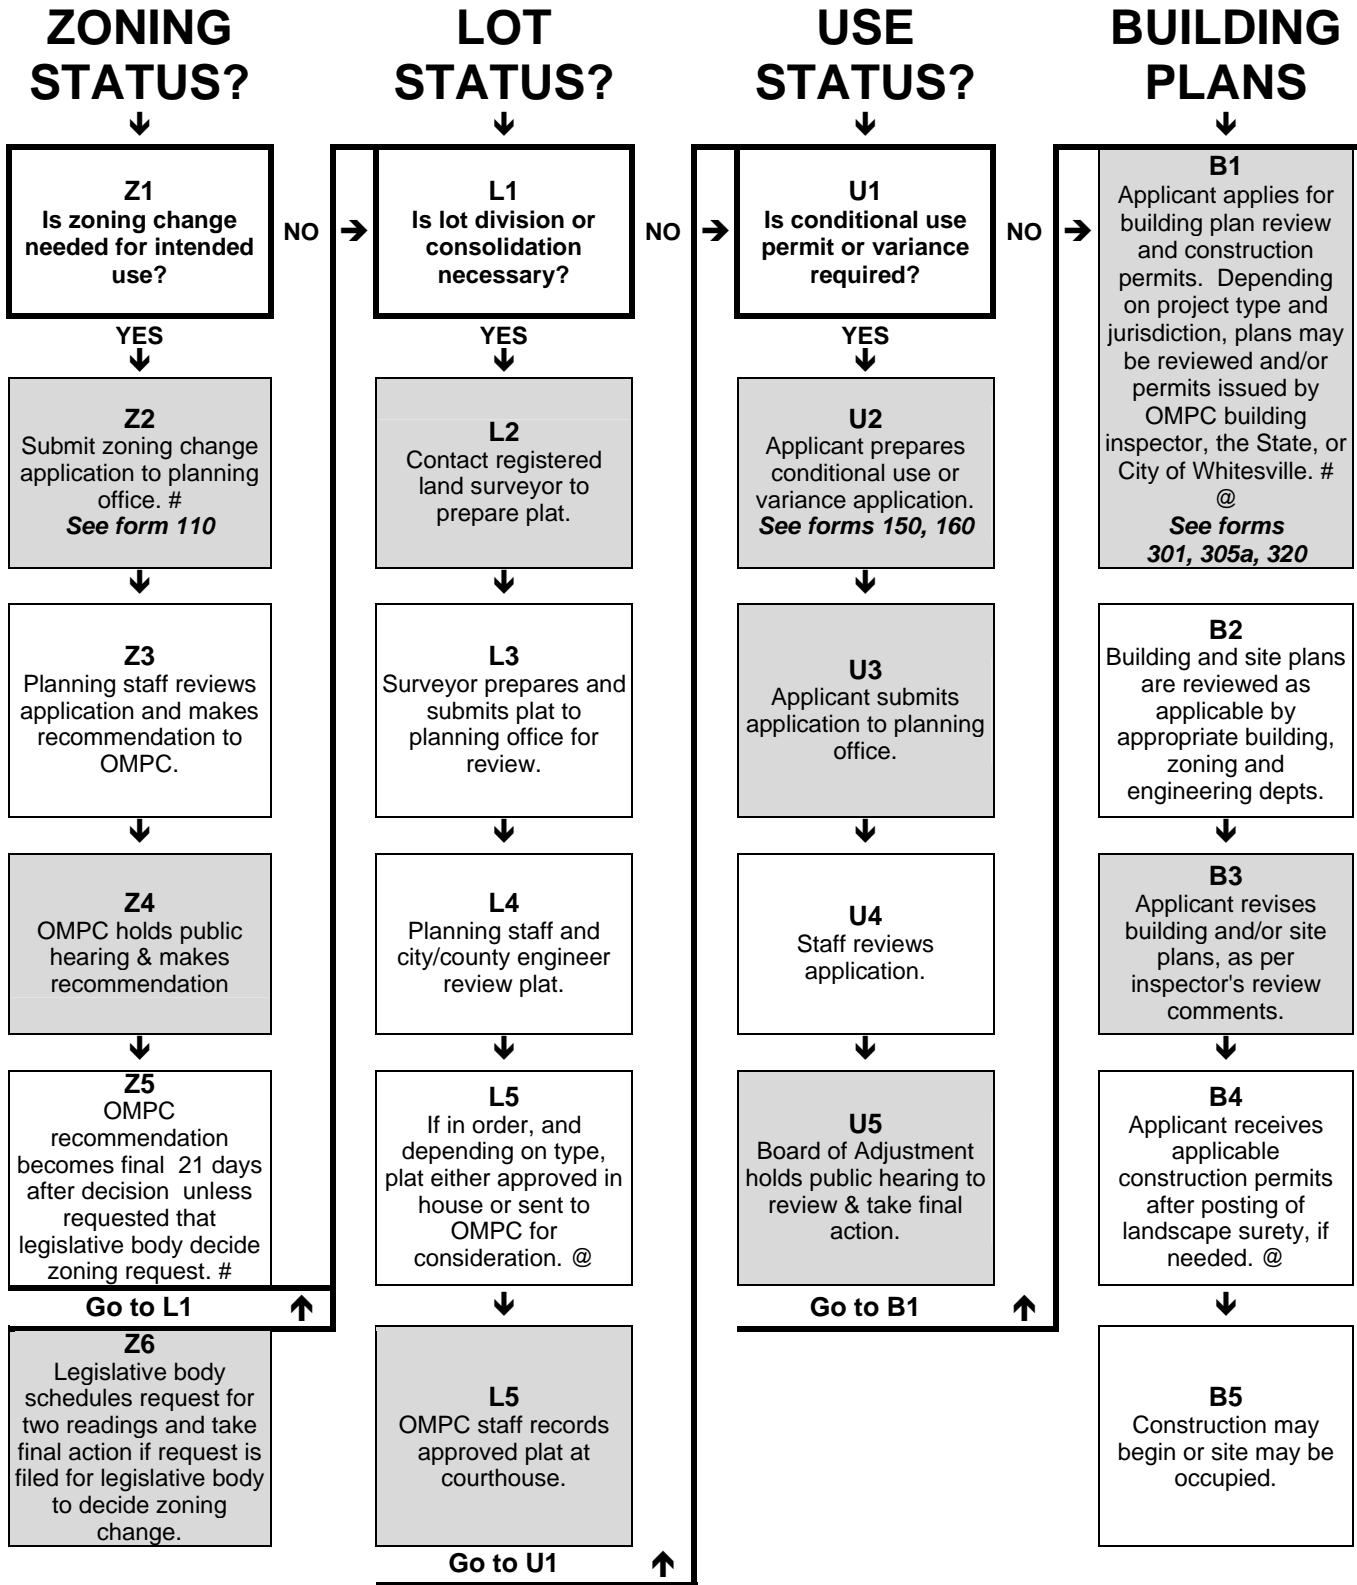 ZONING
STATUS?
Z1
Is zoning change
needed for intended
use?
NO
YES
Z2
Submit zoning change
application to planning
office. #
See form 110
Z3
Planning staff reviews
application and makes
recommendation to
OMPC.
Z4
OMPC holds public
hearing & makes
recommendation
Z5
OMPC
recommendation
becomes final 21 days
after decision unless
requested that
legislative body decide
zoning request. #
Go to L1
Z6
Legislative body
schedules request for
two readings and take
final action if request is
filed for legislative body
to decide zoning
change.
LOT
STATUS?
L1
Is lot division or
consolidation
necessary?
NO
YES
L2
Contact registered
land surveyor to
prepare plat.
L3
Surveyor prepares and
submits plat to
planning office for
review.
L4
Planning staff and
city/county engineer
review plat.
L5
If in order, and
depending on type,
plat either approved in
house or sent to
OMPC for
consideration. @
L5
OMPC staff records
approved plat at
courthouse.
Go to U1
USE
STATUS?
U1
Is conditional use
permit or variance
required?
NO
YES
U2
Applicant prepares
conditional use or
variance application.
See forms 150, 160
U3
Applicant submits
application to planning
office.
U4
Staff reviews
application.
U5
Board of Adjustment
holds public hearing to
review & take final
action.
Go to B1
BUILDING
PLANS
B1
Applicant applies for
building plan review
and construction
permits. Depending
on project type and
jurisdiction, plans may
be reviewed and/or
permits issued by
OMPC building
inspector, the State, or
City of Whitesville. #
@
See forms
301, 305a, 320
B2
Building and site plans
are reviewed as
applicable by
appropriate building,
zoning and
engineering depts.
B3
Applicant revises
building and/or site
plans, as per
inspector's review
comments.
B4
Applicant receives
applicable
construction permits
after posting of
landscape surety, if
needed. @
B5
Construction may
begin or site may be
occupied.